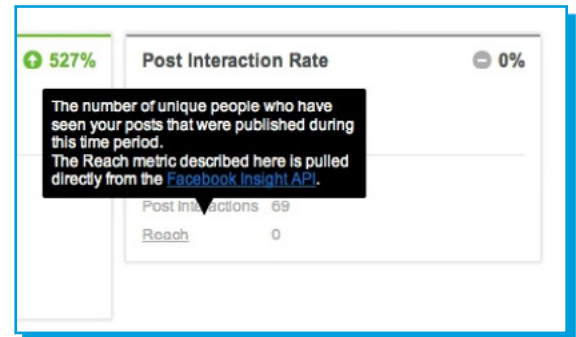 527%
Post Interaction Rate
0%
The number of unique people who have
seen your posts that were published during
this time period.
The Reach metric described here is pulled
directly from the Facebook Insight API.
Post Interactions 69
Reach 0